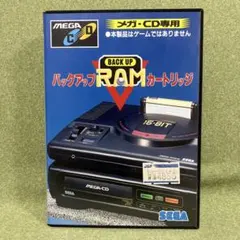 MEGA
CD
メガ-CD専用
●本製品はゲームではありません
BACK UP
バックアップRAMカートリッジ
16-BIT
MEGA-CD
SEGA